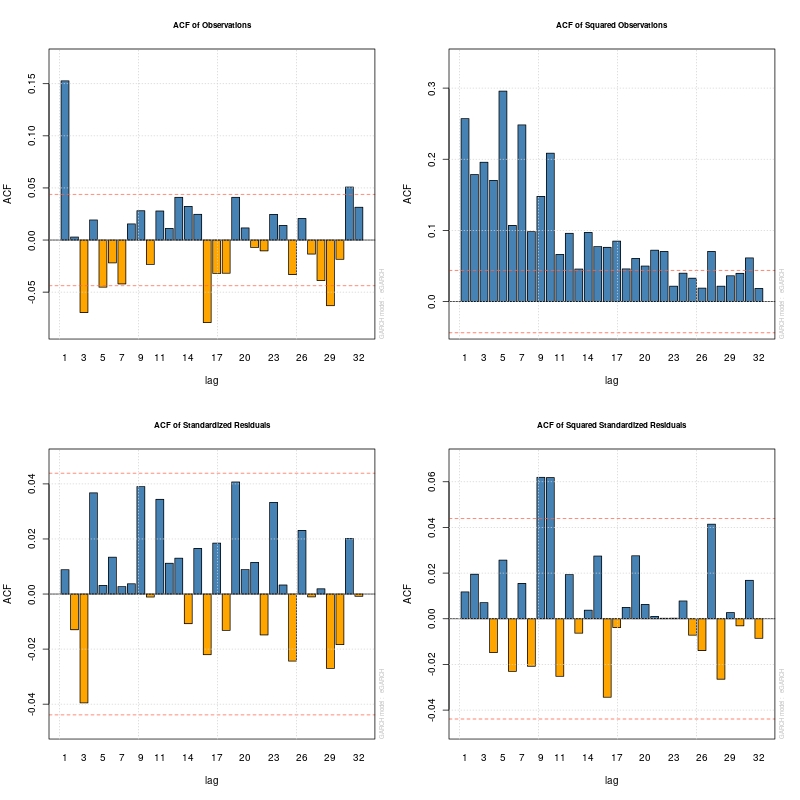 ACF of Observations
ACF
0.15
0.10
0.05
0.00
-0.05
1 3 5 7 9 11 14 17 20 23 26 29 32
lag
GARCH model : eGARCH
ACF of Squared Observations
ACF
0.3
0.2
0.1
0.0
1 3 5 7 9 11 14 17 20 23 26 29 32
lag
GARCH model : eGARCH
ACF of Standardized Residuals
ACF
0.04
0.02
0.00
-0.02
-0.04
1 3 5 7 9 11 14 17 20 23 26 29 32
lag
GARCH model : eGARCH
ACF of Squared Standardized Residuals
ACF
0.06
0.04
0.02
0.00
-0.02
-0.04
1 3 5 7 9 11 14 17 20 23 26 29 32
lag
GARCH model : eGARCH